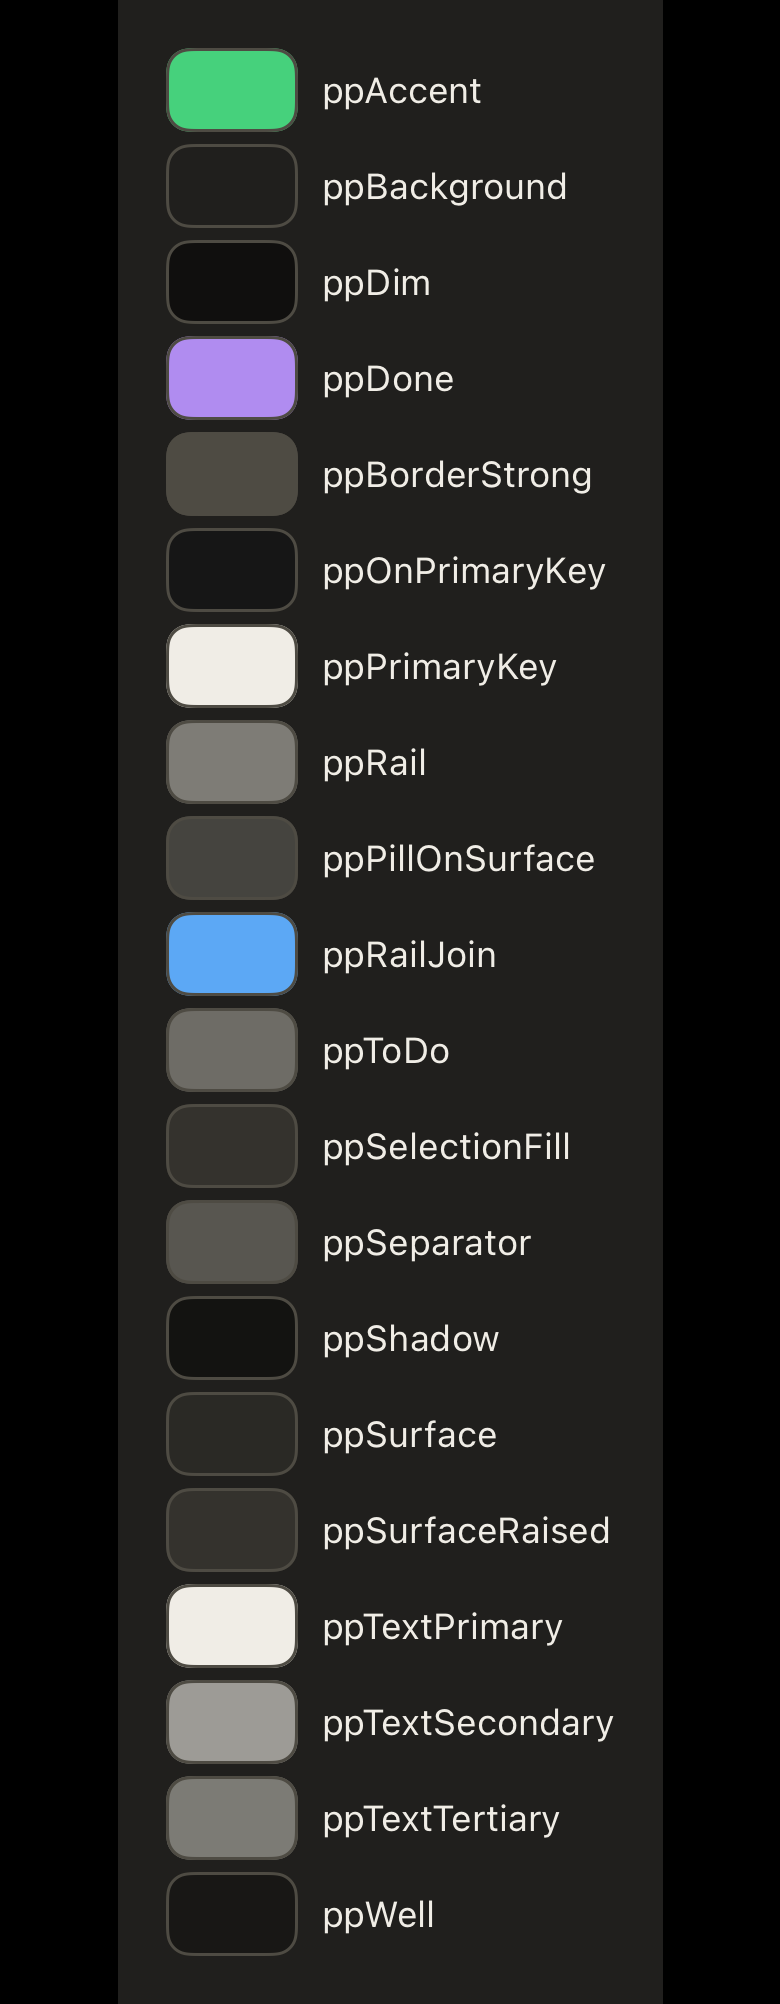 ppAccent
ppBackground
ppDim
ppDone
ppBorderStrong
ppOnPrimaryKey
ppPrimaryKey
ppRail
ppPillOnSurface
ppRailJoin
ppToDo
ppSelectionFill
ppSeparator
ppShadow
ppSurface
ppSurfaceRaised
ppTextPrimary
ppTextSecondary
ppTextTertiary
ppWell